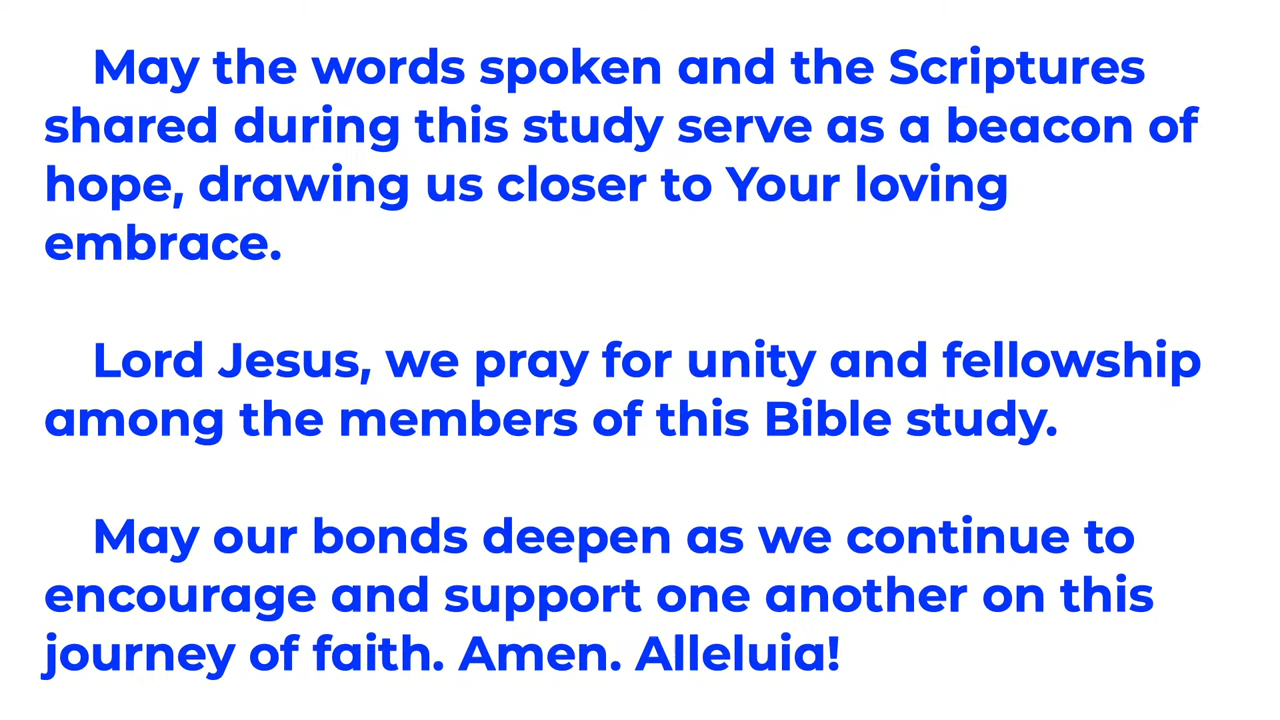 May the words spoken and the Scriptures
shared during this study serve as a beacon of
hope, drawing us closer to Your loving
embrace.
Lord Jesus, we pray for unity and fellowship
among the members of this Bible study.
May our bonds deepen as we continue to
encourage and support one another on this
journey of faith. Amen. Alleluia!